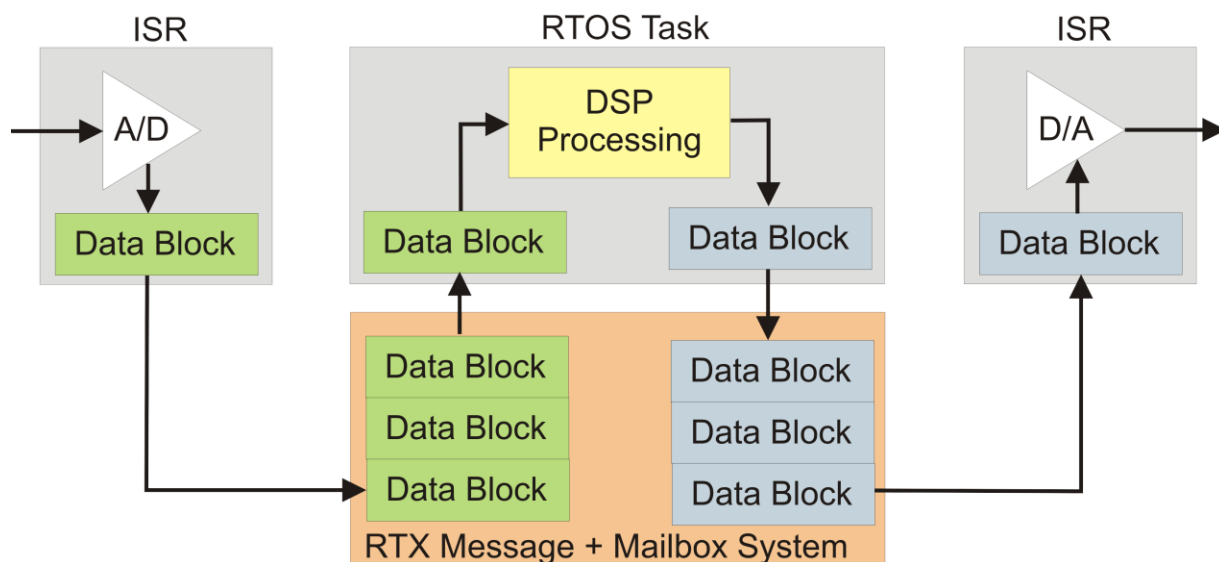 ISR
RTOS Task
ISR
A/D
DSP
Processing
D/A
Data Block
Data Block
Data Block
Data Block
Data Block
Data Block
Data Block
Data Block
Data Block
Data Block
RTX Message + Mailbox System